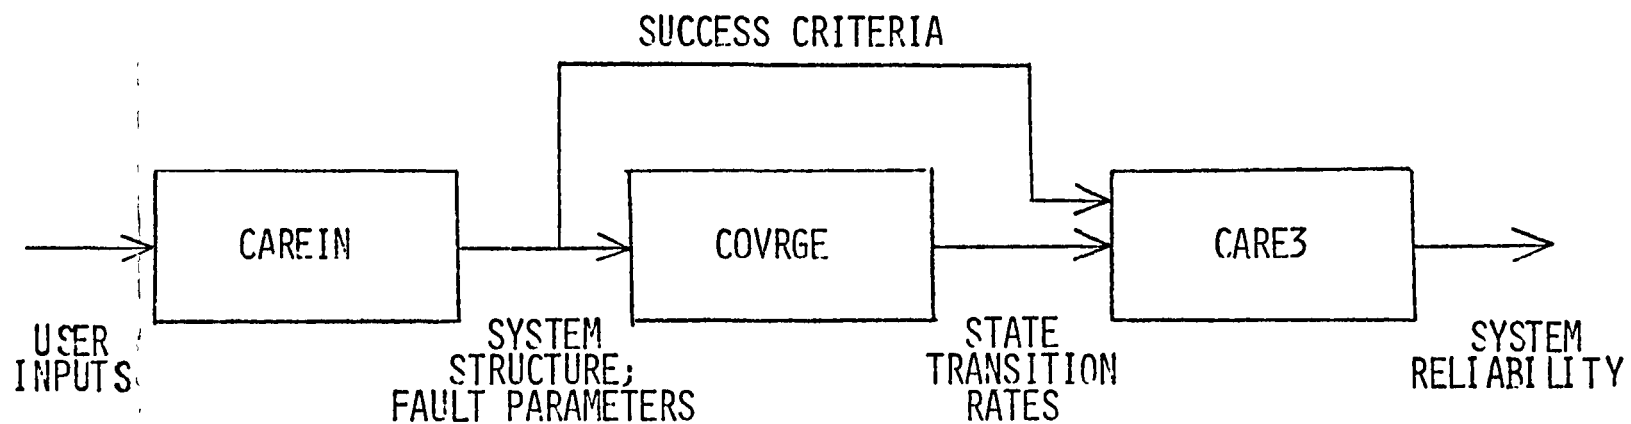 SUCCESS CRITERIA
CAREIN
COVRGE
CARE3
USER
INPUTS
SYSTEM
STRUCTURE;
FAULT PARAMETERS
STATE
TRANSITION
RATES
SYSTEM
RELIABILITY